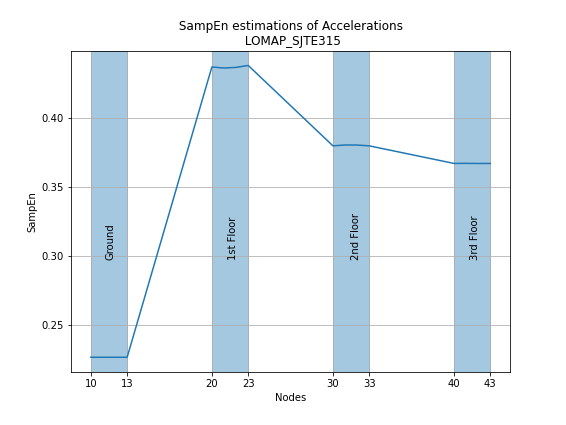 SampEn estimations of Accelerations
LOMAP_SJTE315
SampEn
0.40
0.35
0.30
0.25
Ground
1st Floor
2nd Floor
3rd Floor
10 13 20 23 30 33 40 43
Nodes